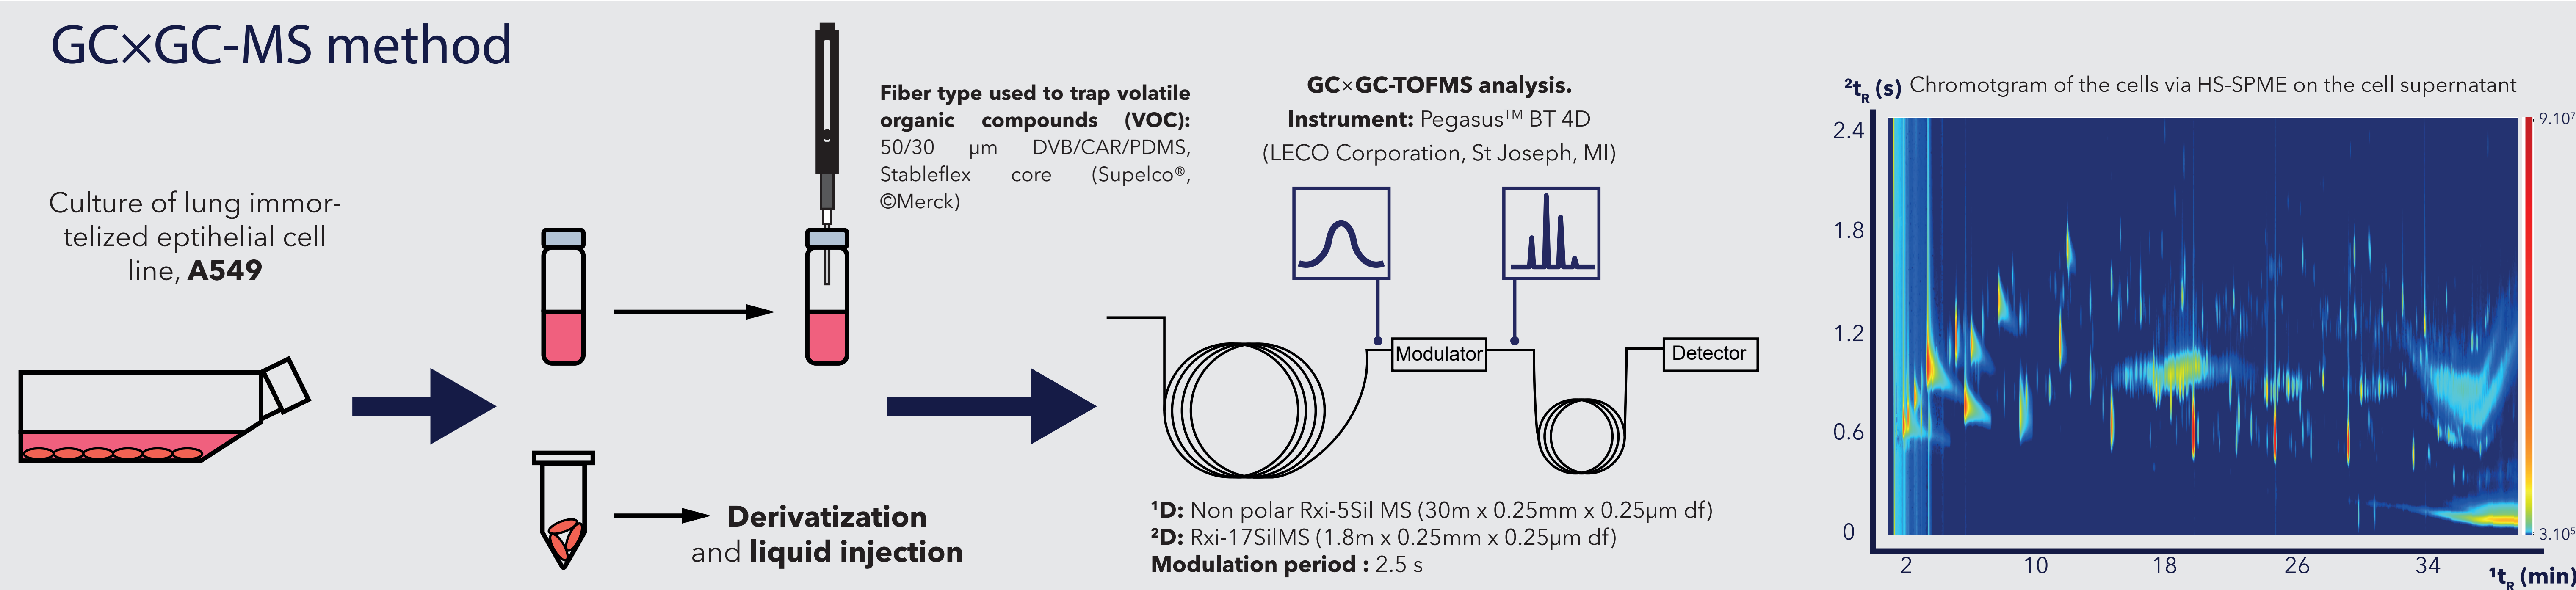 GC×GC-MS method
Culture of lung immor-
telized eptihelial cell
line, A549
Derivatization
and liquid injection
Fiber type used to trap volatile
organic compounds (VOC):
50/30 µm DVB/CAR/PDMS,
Stableflex core (Supelco®,
©Merck)
GC×GC-TOFMS analysis.
Instrument: Pegasus™ BT 4D
(LECO Corporation, St Joseph, MI)
Modulator
Detector
¹D: Non polar Rxi-5Sil MS (30m x 0.25mm x 0.25µm df)
²D: Rxi-17SilMS (1.8m x 0.25mm x 0.25µm df)
Modulation period : 2.5 s
²tR (s) Chromotgram of the cells via HS-SPME on the cell supernatant
2.4
1.8
1.2
0.6
0
2 10 18 26 34
¹tR (min)
9.10⁷
3.10⁵